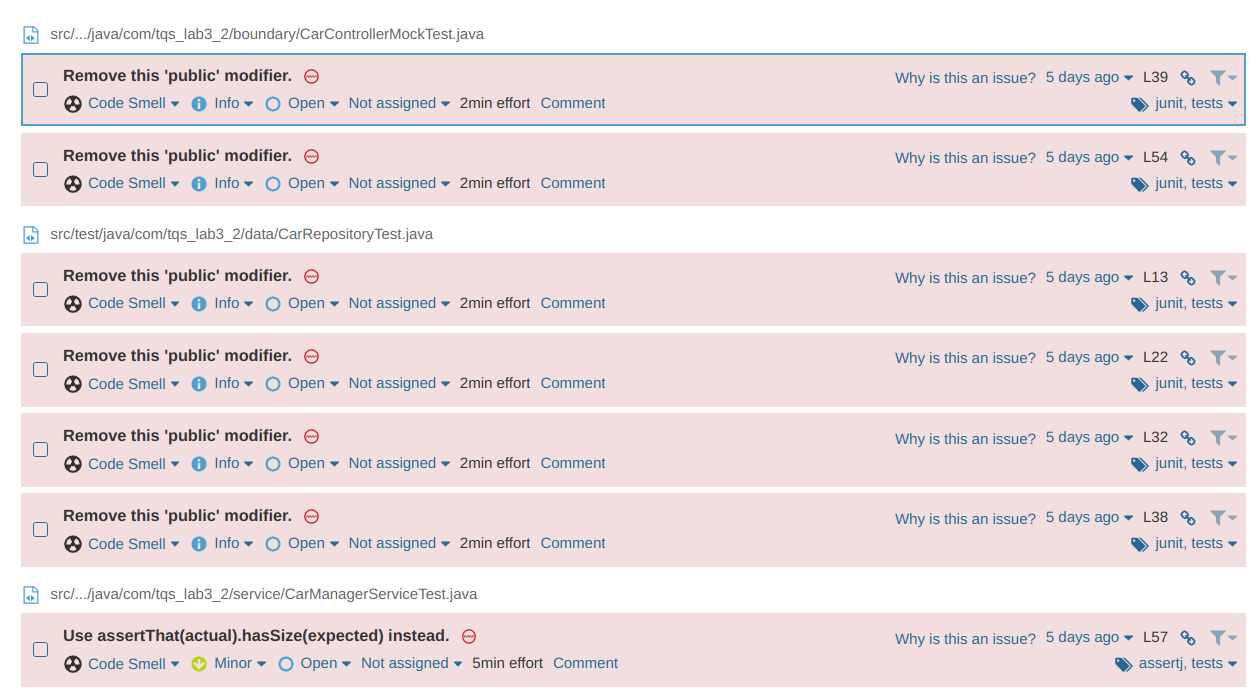 src/.../java/com/tqs_lab3_2/boundary/CarControllerMockTest.java
Remove this 'public' modifier. Why is this an issue? 5 days ago L39
Code Smell Info Open Not assigned 2min effort Comment junit, tests
Remove this 'public' modifier. Why is this an issue? 5 days ago L54
Code Smell Info Open Not assigned 2min effort Comment junit, tests
src/test/java/com/tqs_lab3_2/data/CarRepositoryTest.java
Remove this 'public' modifier. Why is this an issue? 5 days ago L13
Code Smell Info Open Not assigned 2min effort Comment junit, tests
Remove this 'public' modifier. Why is this an issue? 5 days ago L22
Code Smell Info Open Not assigned 2min effort Comment junit, tests
Remove this 'public' modifier. Why is this an issue? 5 days ago L32
Code Smell Info Open Not assigned 2min effort Comment junit, tests
Remove this 'public' modifier. Why is this an issue? 5 days ago L38
Code Smell Info Open Not assigned 2min effort Comment junit, tests
src/.../java/com/tqs_lab3_2/service/CarManagerServiceTest.java
Use assertThat(actual).hasSize(expected) instead. Why is this an issue? 5 days ago L57
Code Smell Minor Open Not assigned 5min effort Comment assertj, tests